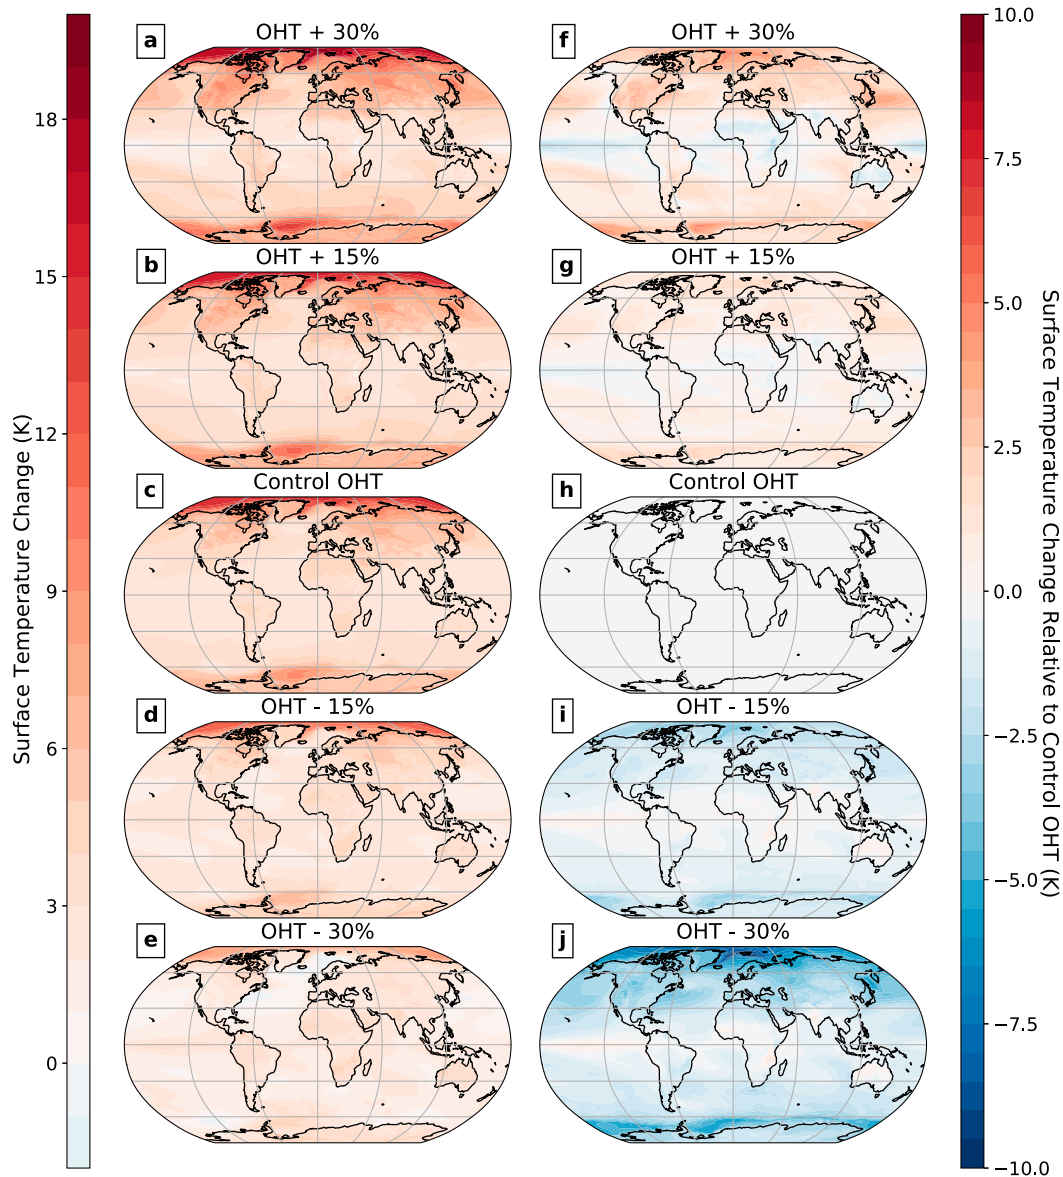 a OHT + 30%
f OHT + 30%
b OHT + 15%
g OHT + 15%
c Control OHT
h Control OHT
d OHT - 15%
i OHT - 15%
e OHT - 30%
j OHT - 30%
Surface Temperature Change (K)
18
15
12
9
6
3
0
Surface Temperature Change Relative to Control OHT (K)
10.0
7.5
5.0
2.5
0.0
−2.5
−5.0
−7.5
−10.0